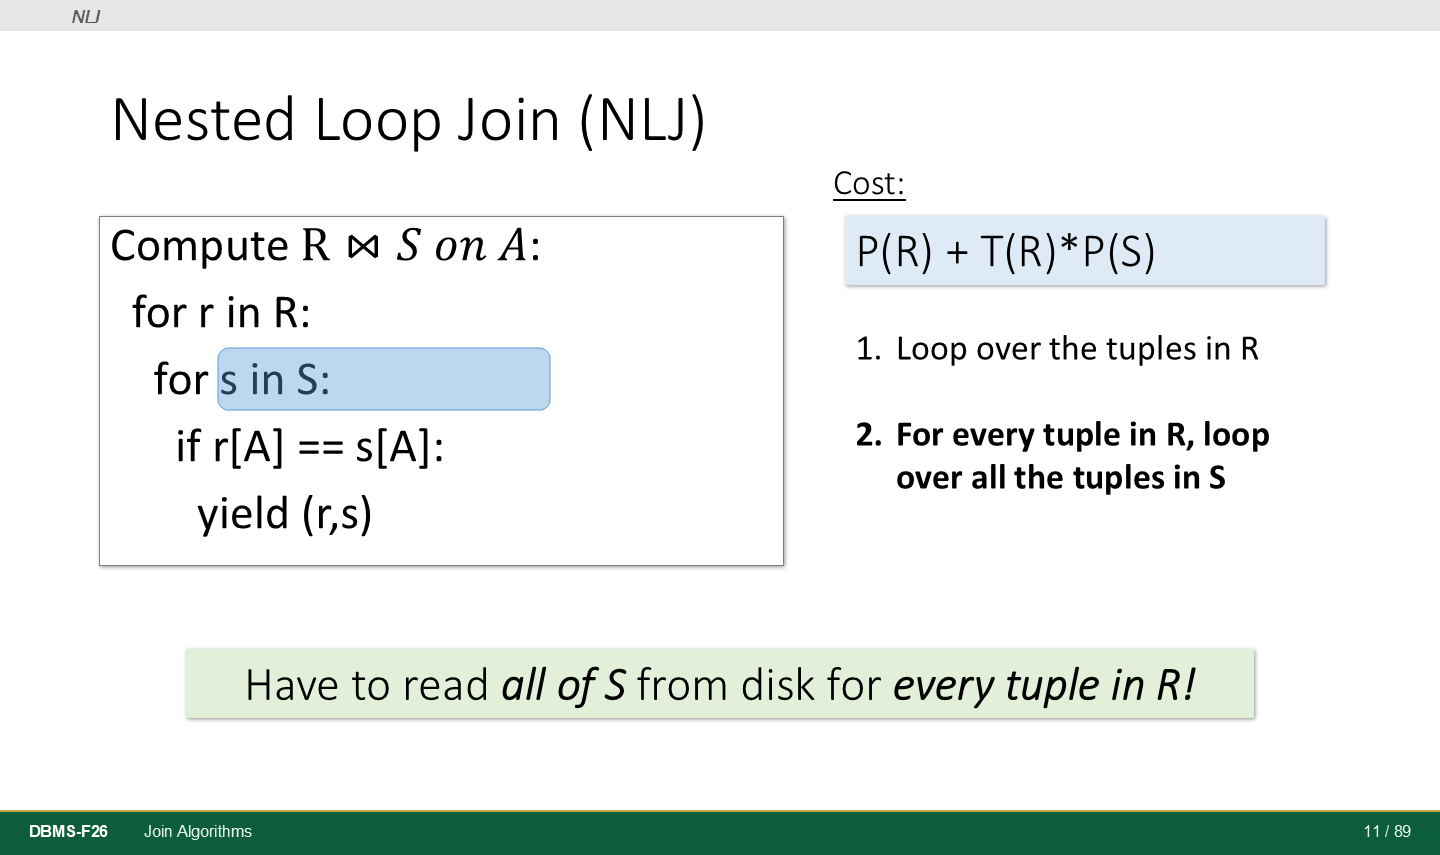 NLJ
Nested Loop Join (NLJ)
Cost:
Compute R ⋈ S on A:
for r in R:
for s in S:
if r[A] == s[A]:
yield (r,s)
P(R) + T(R)*P(S)
1. Loop over the tuples in R
2. For every tuple in R, loop
over all the tuples in S
Have to read all of S from disk for every tuple in R!
DBMS-F26 Join Algorithms 11 / 89